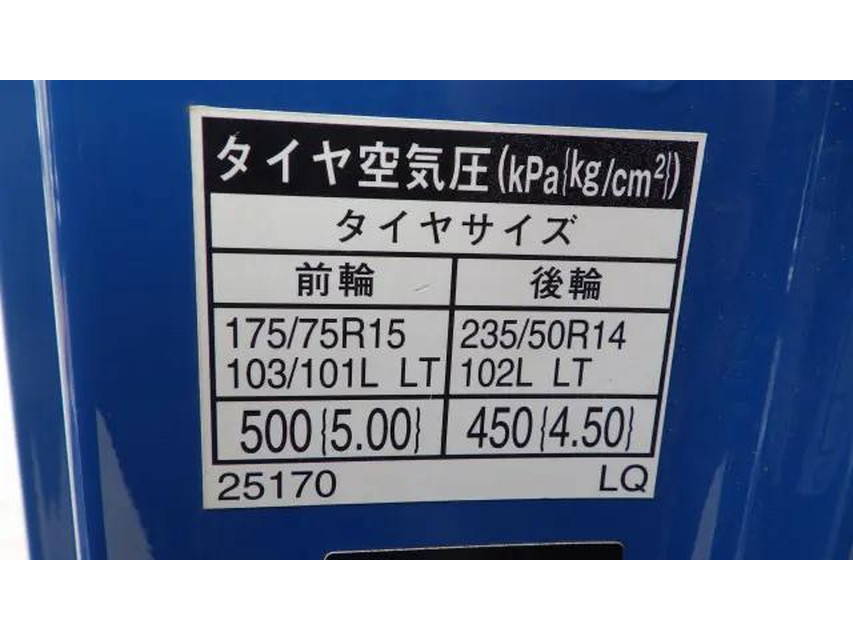 タイヤ空気圧(kPa{kg/cm²})
タイヤサイズ
前輪 後輪
175/75R15 235/50R14
103/101L LT 102L LT
500{5.00} 450{4.50}
25170 LQ